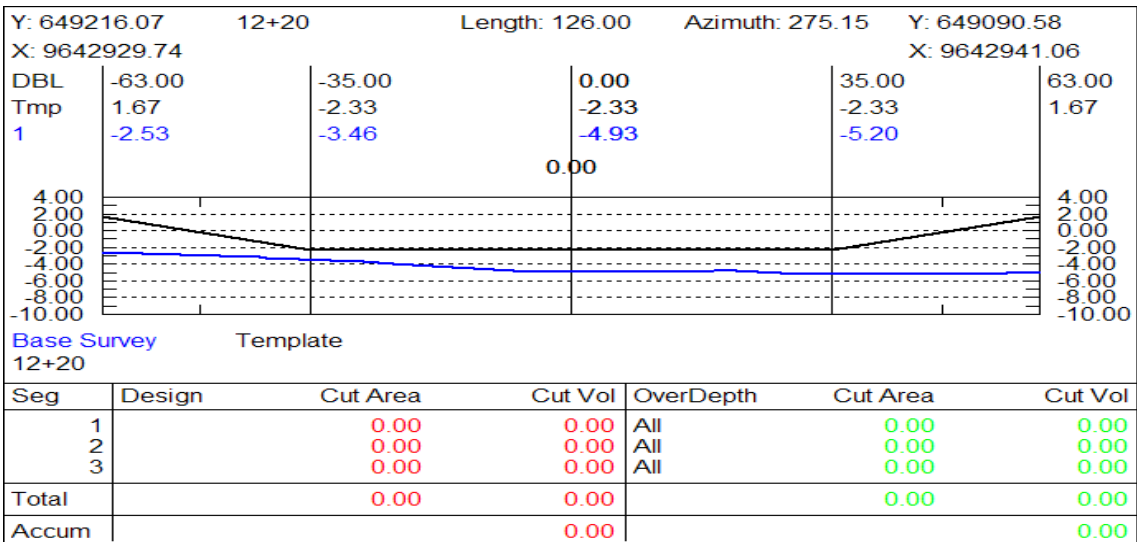 Y: 649216.07 12+20 Length: 126.00 Azimuth: 275.15 Y: 649090.58
X: 9642929.74 X: 9642941.06
DBL -63.00 -35.00 0.00 35.00 63.00
Tmp 1.67 -2.33 -2.33 -2.33 1.67
1 -2.53 -3.46 -4.93 -5.20
0.00
4.00 4.00
2.00 2.00
0.00 0.00
-2.00 -2.00
-4.00 -4.00
-6.00 -6.00
-8.00 -8.00
-10.00 -10.00
Base Survey Template
12+20
Seg Design Cut Area Cut Vol OverDepth Cut Area Cut Vol
1 0.00 0.00 All 0.00 0.00
2 0.00 0.00 All 0.00 0.00
3 0.00 0.00 All 0.00 0.00
Total 0.00 0.00 0.00 0.00
Accum 0.00 0.00